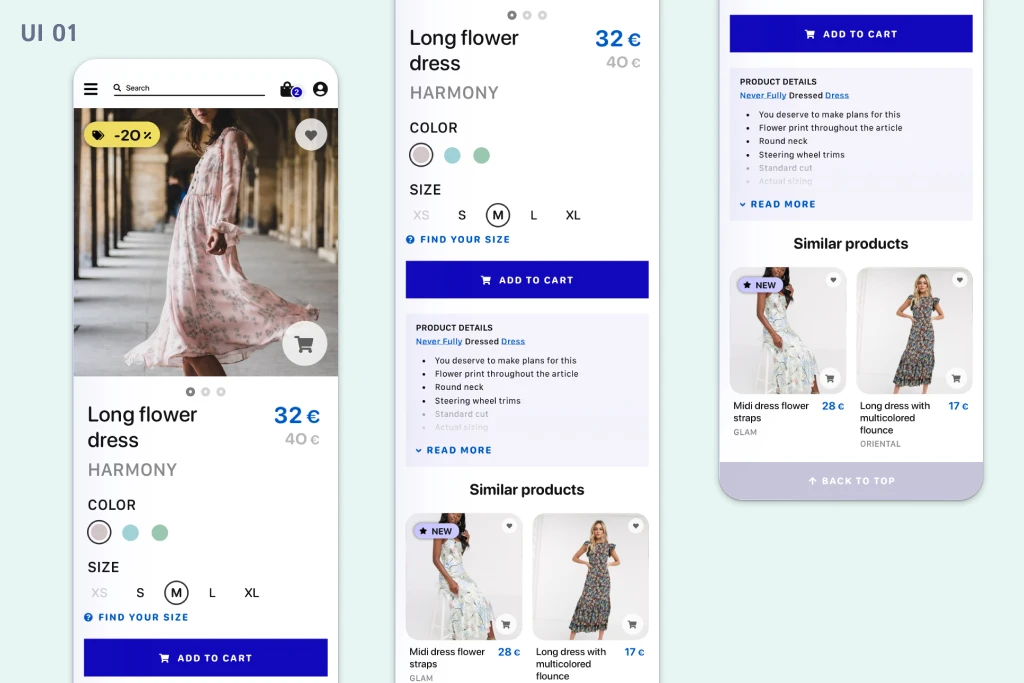 UI 01
Search
2
-20 %
Long flower
dress
32 €
40 €
HARMONY
COLOR
SIZE
XS S M L XL
FIND YOUR SIZE
ADD TO CART
Long flower
dress
32 €
40 €
HARMONY
COLOR
SIZE
XS S M L XL
FIND YOUR SIZE
ADD TO CART
PRODUCT DETAILS
Never Fully Dressed Dress
You deserve to make plans for this
Flower print throughout the article
Round neck
Steering wheel trims
Standard cut
Actual sizing
READ MORE
Similar products
NEW
Midi dress flower
straps
28 €
GLAM
Long dress with
multicolored
flounce
17 €
ADD TO CART
PRODUCT DETAILS
Never Fully Dressed Dress
You deserve to make plans for this
Flower print throughout the article
Round neck
Steering wheel trims
Standard cut
Actual sizing
READ MORE
Similar products
NEW
Midi dress flower
straps
28 €
GLAM
Long dress with
multicolored
flounce
17 €
ORIENTAL
BACK TO TOP